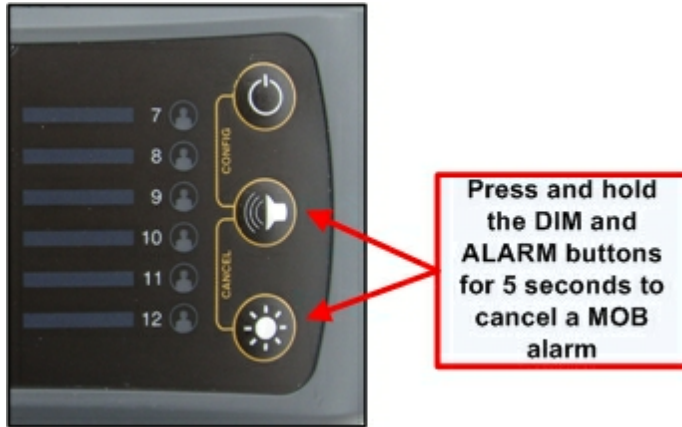 7
8
9
10
11
12
CONFIG
CANCEL
Press and hold
the DIM and
ALARM buttons
for 5 seconds to
cancel a MOB
alarm